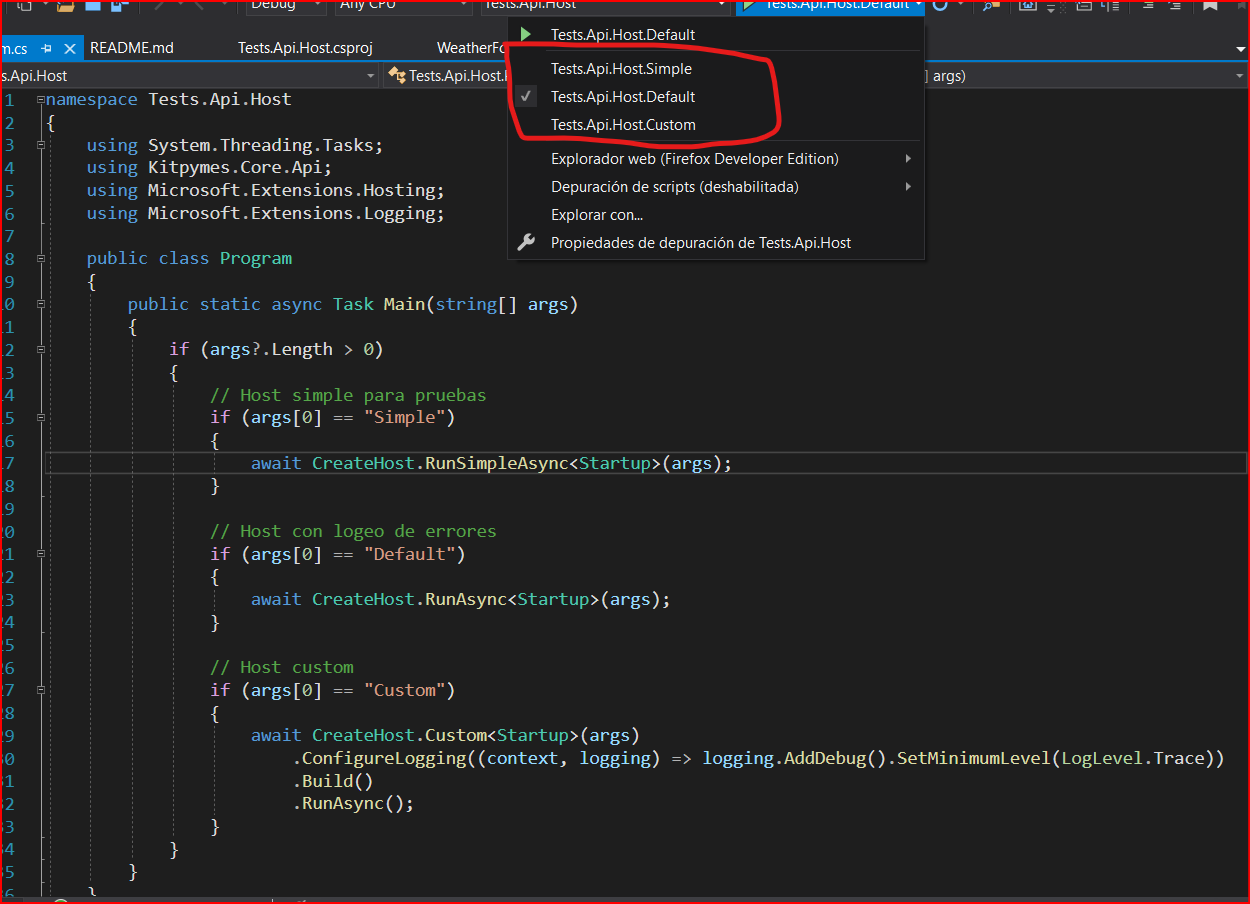 Debug Any CPU Tests.Api.Host Tests.Api.Host.Default
m.cs README.md Tests.Api.Host.csproj
s.Api.Host Tests.Api.Host. ] args)
Tests.Api.Host.Default
Tests.Api.Host.Simple
✓ Tests.Api.Host.Default
Tests.Api.Host.Custom
Explorador web (Firefox Developer Edition)
Depuración de scripts (deshabilitada)
Explorar con...
Propiedades de depuración de Tests.Api.Host
1 namespace Tests.Api.Host
2 {
3 using System.Threading.Tasks;
4 using Kitpymes.Core.Api;
5 using Microsoft.Extensions.Hosting;
6 using Microsoft.Extensions.Logging;
7
8 public class Program
9 {
0 public static async Task Main(string[] args)
1 {
2 if (args?.Length > 0)
3 {
4 // Host simple para pruebas
5 if (args[0] == "Simple")
6 {
7 await CreateHost.RunSimpleAsync<Startup>(args);
8 }
9
0 // Host con logeo de errores
1 if (args[0] == "Default")
2 {
3 await CreateHost.RunAsync<Startup>(args);
4 }
5
6 // Host custom
7 if (args[0] == "Custom")
8 {
9 await CreateHost.Custom<Startup>(args)
0 .ConfigureLogging((context, logging) => logging.AddDebug().SetMinimumLevel(LogLevel.Trace))
1 .Build()
2 .RunAsync();
3 }
4 }
5 }
6 }